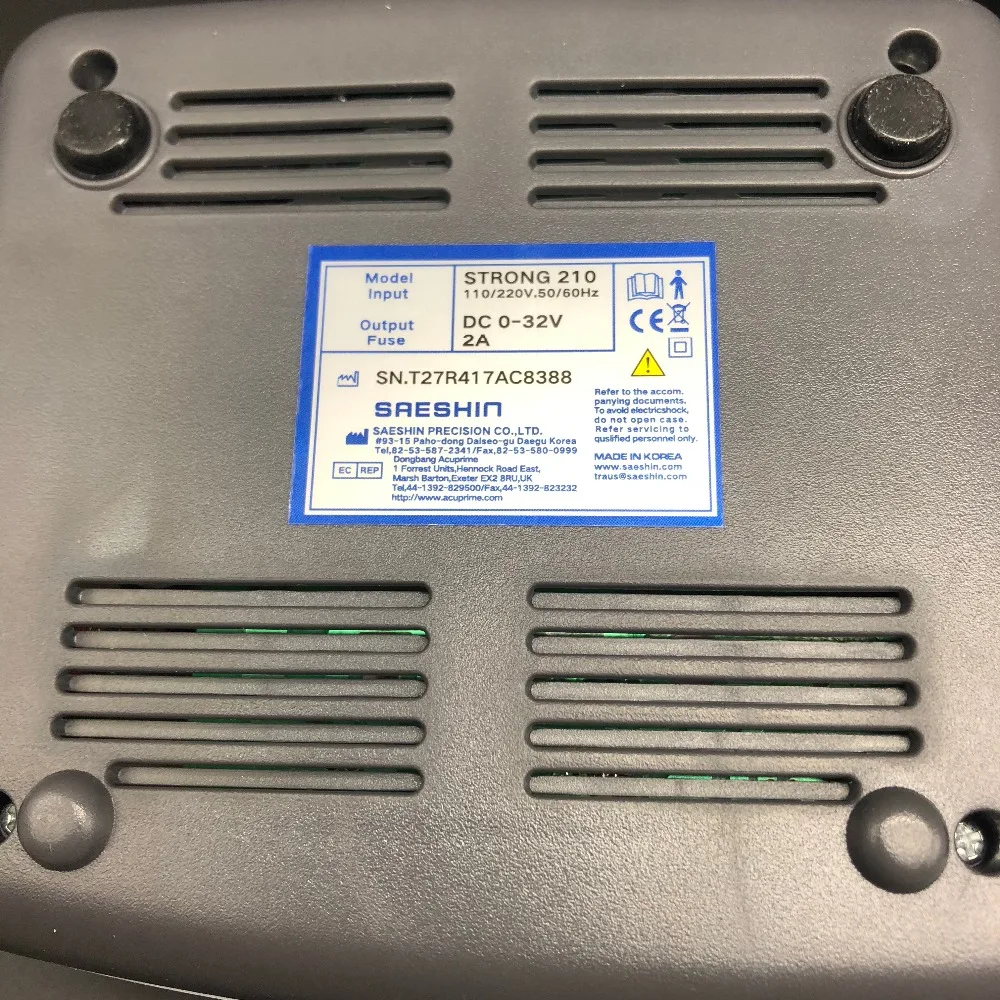 Model STRONG 210
Input 110/220V.50/60Hz
Output DC 0-32V
Fuse 2A
CE
SN.T27R417AC8388
SAESHIN
SAESHIN PRECISION CO.,LTD.
#93-15 Paho-dong Dalseo-gu Daegu Korea
Tel,82-53-587-2341/Fax,82-53-580-0999
EC REP
Dongbang Acuprime
1 Forrest Units,Hennock Road East,
Marsh Barton,Exeter EX2 8RU,UK
Tel,44-1392-829500/Fax,44-1392-823232
http://www.acuprime.com
Refer to the accom.
panying documents.
To avoid electricshock,
do not open case.
Refer servicing to
qualified personnel only.
MADE IN KOREA
www.saeshin.com
traus@saeshin.com